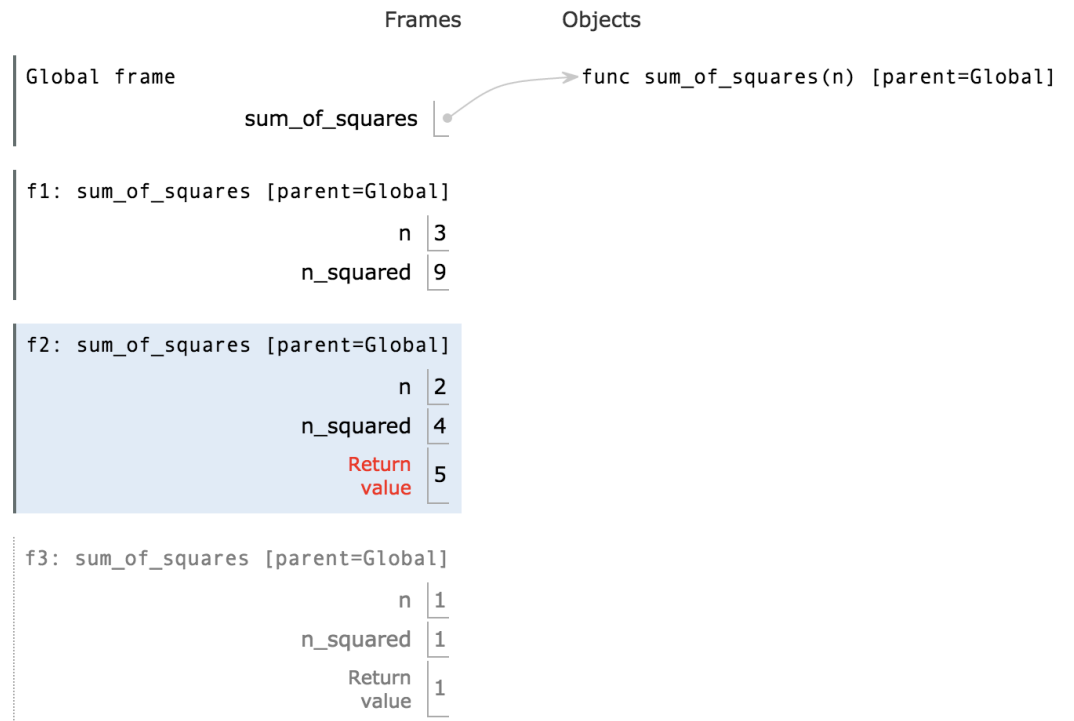 Frames Objects
Global frame func sum_of_squares(n) [parent=Global]
sum_of_squares
f1: sum_of_squares [parent=Global]
n 3
n_squared 9
f2: sum_of_squares [parent=Global]
n 2
n_squared 4
Return
value 5
f3: sum_of_squares [parent=Global]
n 1
n_squared 1
Return
value 1